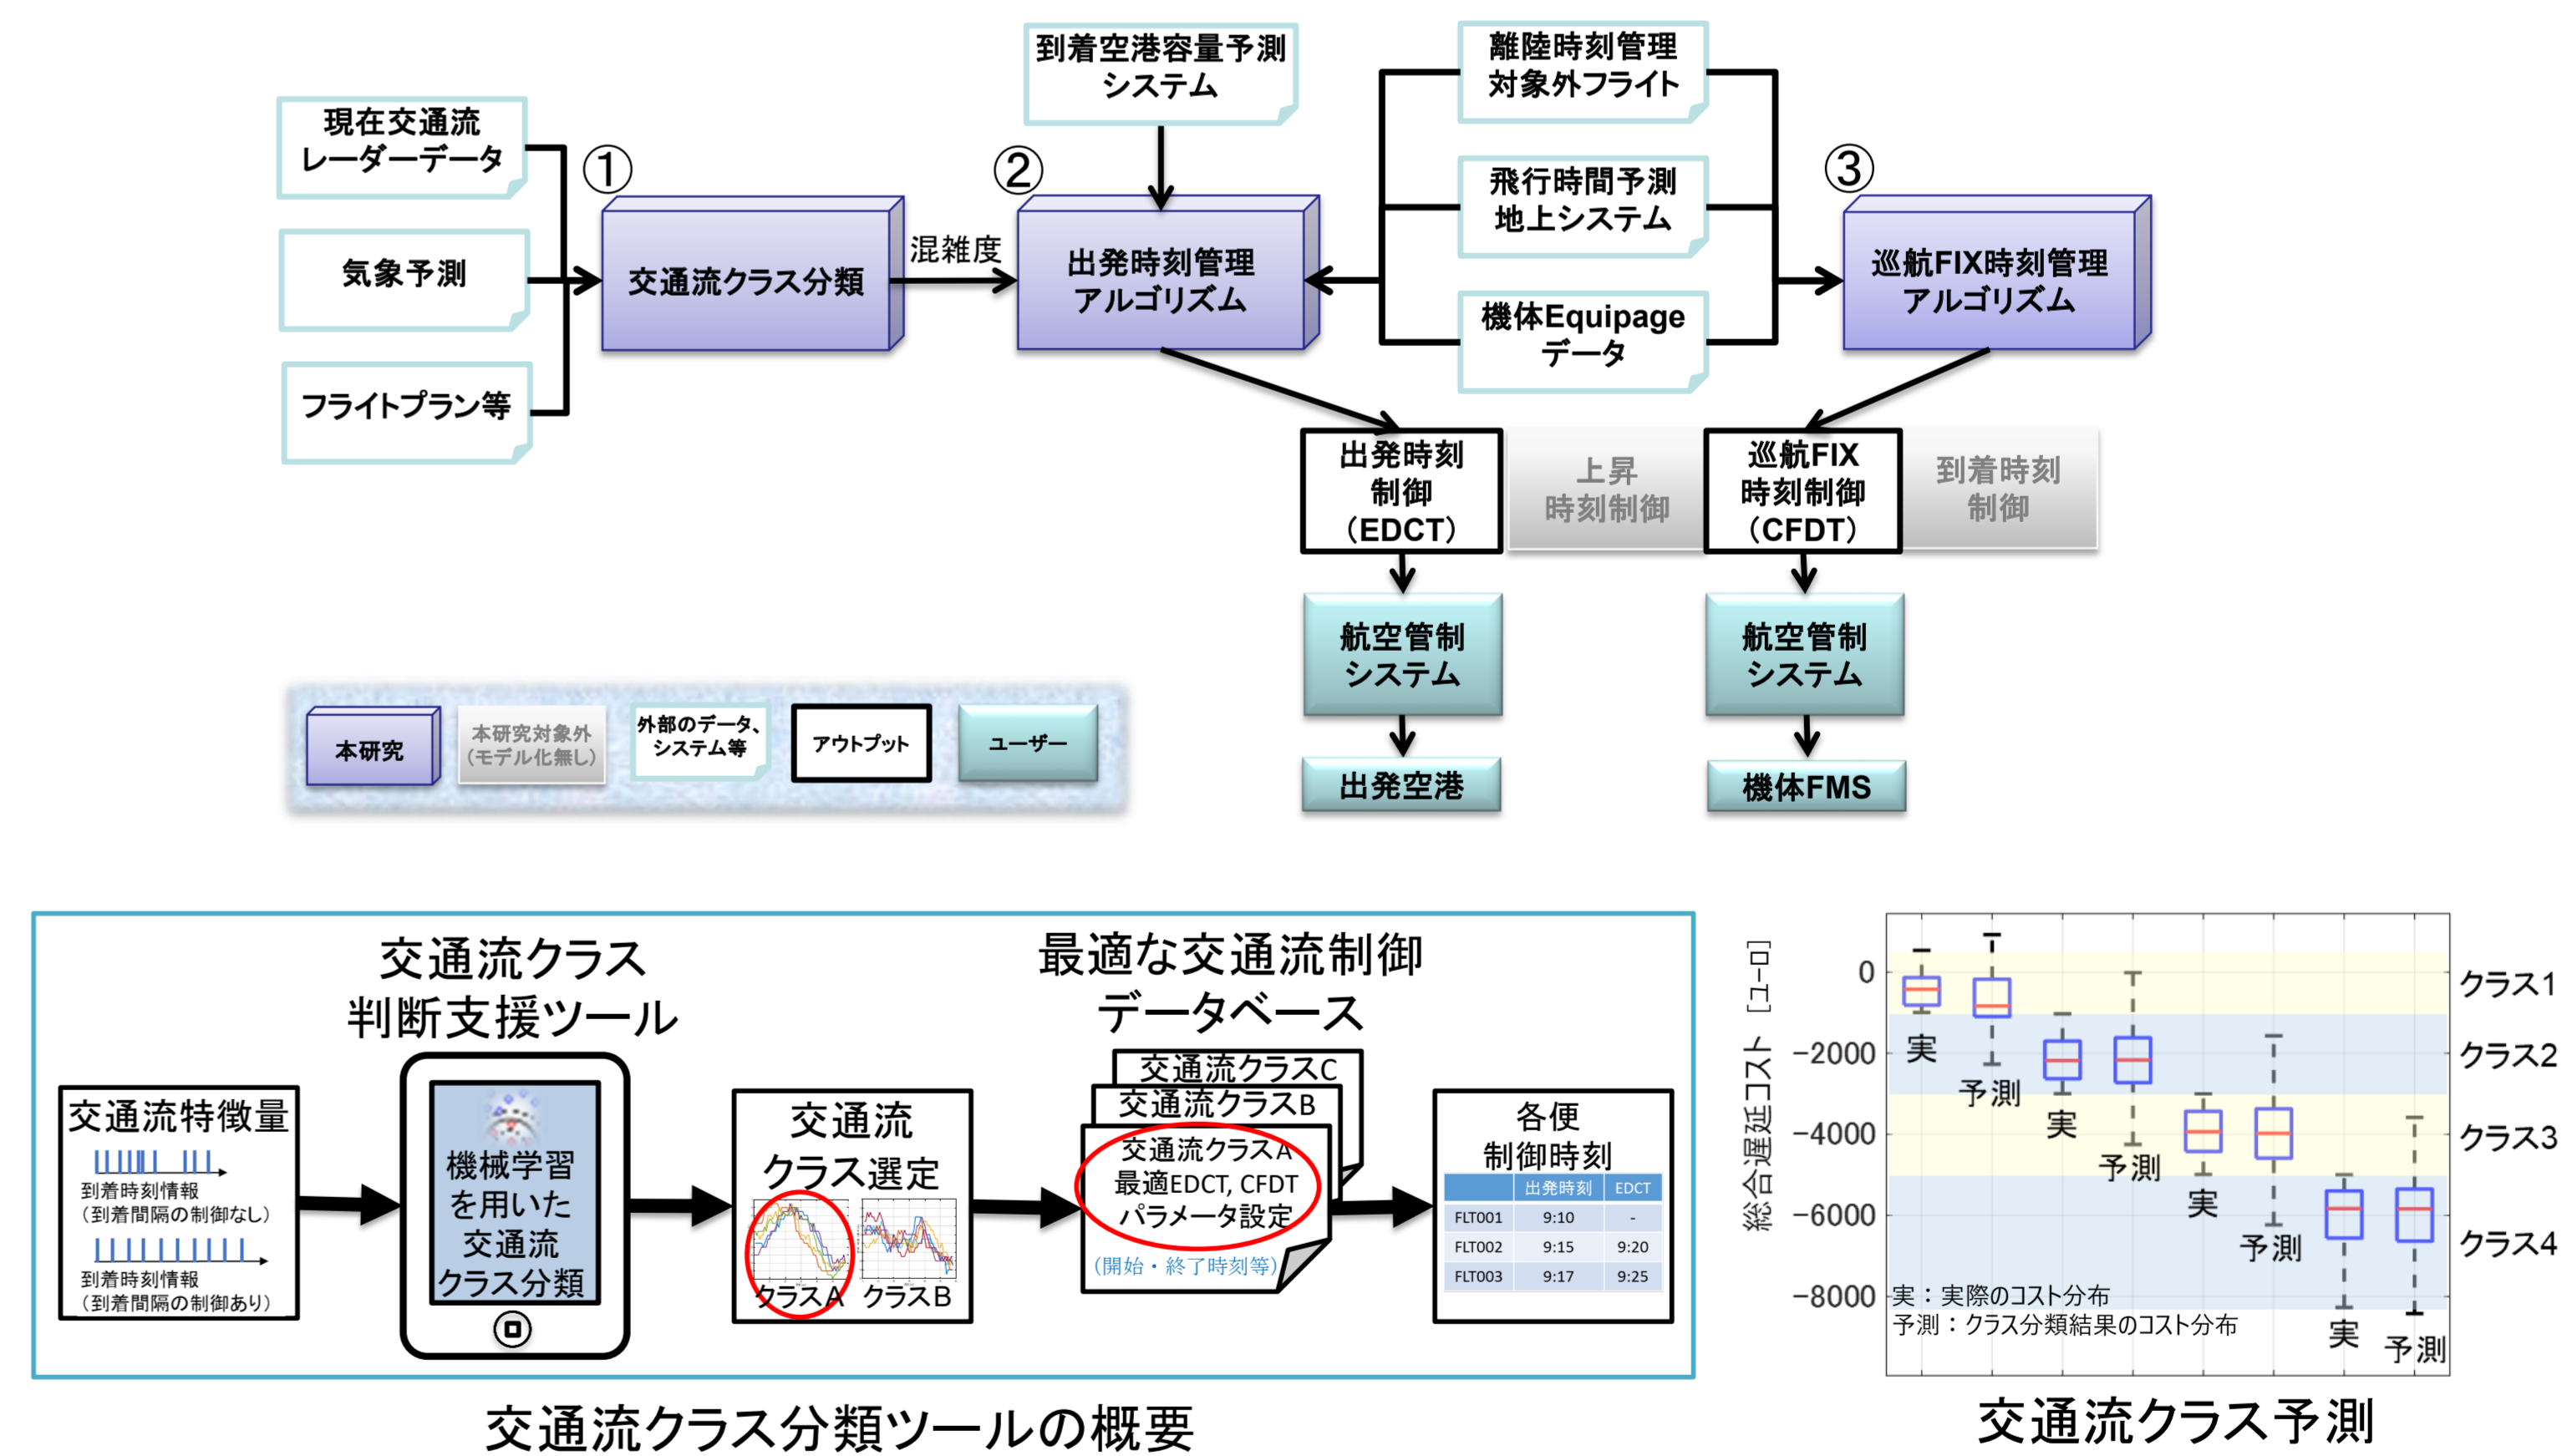 到着空港容量予測
システム
離陸時刻管理
対象外フライト
現在交通流
レーダーデータ
①
②
③
飛行時間予測
地上システム
気象予測
交通流クラス分類
混雑度
出発時刻管理
アルゴリズム
巡航FIX時刻管理
アルゴリズム
機体Equipage
データ
フライトプラン等
出発時刻
制御
（EDCT）
上昇
時刻制御
巡航FIX
時刻制御
（CFDT）
到着時刻
制御
航空管制
システム
航空管制
システム
出発空港
機体FMS
本研究
本研究対象外
（モデル化無し）
外部のデータ、
システム等
アウトプット
ユーザー
交通流クラス
判断支援ツール
最適な交通流制御
データベース
交通流特徴量
到着時刻情報
（到着間隔の制御なし）
到着時刻情報
（到着間隔の制御あり）
機械学習
を用いた
交通流
クラス分類
交通流
クラス選定
クラスA
クラスB
交通流クラスC
交通流クラスB
交通流クラスA
最適EDCT, CFDT
パラメータ設定
（開始・終了時刻等）
各便
制御時刻
出発時刻 EDCT
FLT001 9:10 -
FLT002 9:15 9:20
FLT003 9:17 9:25
交通流クラス分類ツールの概要
総合遅延コスト [ユーロ]
0
−2000
−4000
−6000
−8000
実
予測
実
予測
実
予測
実
予測
クラス1
クラス2
クラス3
クラス4
実：実際のコスト分布
予測：クラス分類結果のコスト分布
交通流クラス予測